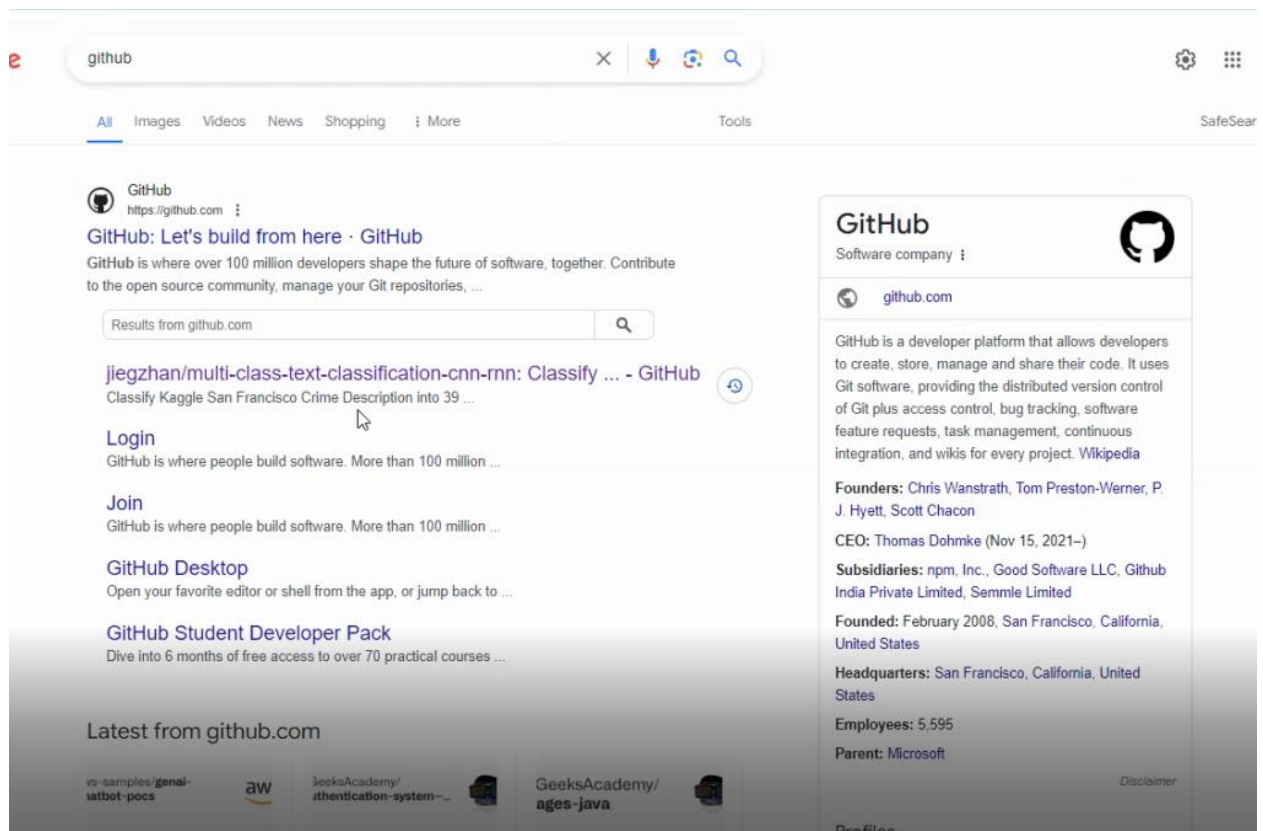 e
github
All Images Videos News Shopping More Tools SafeSear
GitHub
https://github.com
GitHub: Let's build from here · GitHub
GitHub is where over 100 million developers shape the future of software, together. Contribute
to the open source community, manage your Git repositories, ...
Results from github.com
jiegzhan/multi-class-text-classification-cnn-rnn: Classify ... - GitHub
Classify Kaggle San Francisco Crime Description into 39 ...
Login
GitHub is where people build software. More than 100 million ...
Join
GitHub is where people build software. More than 100 million ...
GitHub Desktop
Open your favorite editor or shell from the app, or jump back to ...
GitHub Student Developer Pack
Dive into 6 months of free access to over 70 practical courses ...
Latest from github.com
vs-samples/genai-
hatbot-pocs
aw
GeeksAcademy/
uthentication-system-...
GeeksAcademy/
ages-java
GitHub
Software company
github.com
GitHub is a developer platform that allows developers
to create, store, manage and share their code. It uses
Git software, providing the distributed version control
of Git plus access control, bug tracking, software
feature requests, task management, continuous
integration, and wikis for every project. Wikipedia
Founders: Chris Wanstrath, Tom Preston-Werner, P.
J. Hyett, Scott Chacon
CEO: Thomas Dohmke (Nov 15, 2021–)
Subsidiaries: npm, Inc., Good Software LLC, Github
India Private Limited, Semmle Limited
Founded: February 2008, San Francisco, California,
United States
Headquarters: San Francisco, California, United
States
Employees: 5,595
Parent: Microsoft
Disclaimer
Profiles